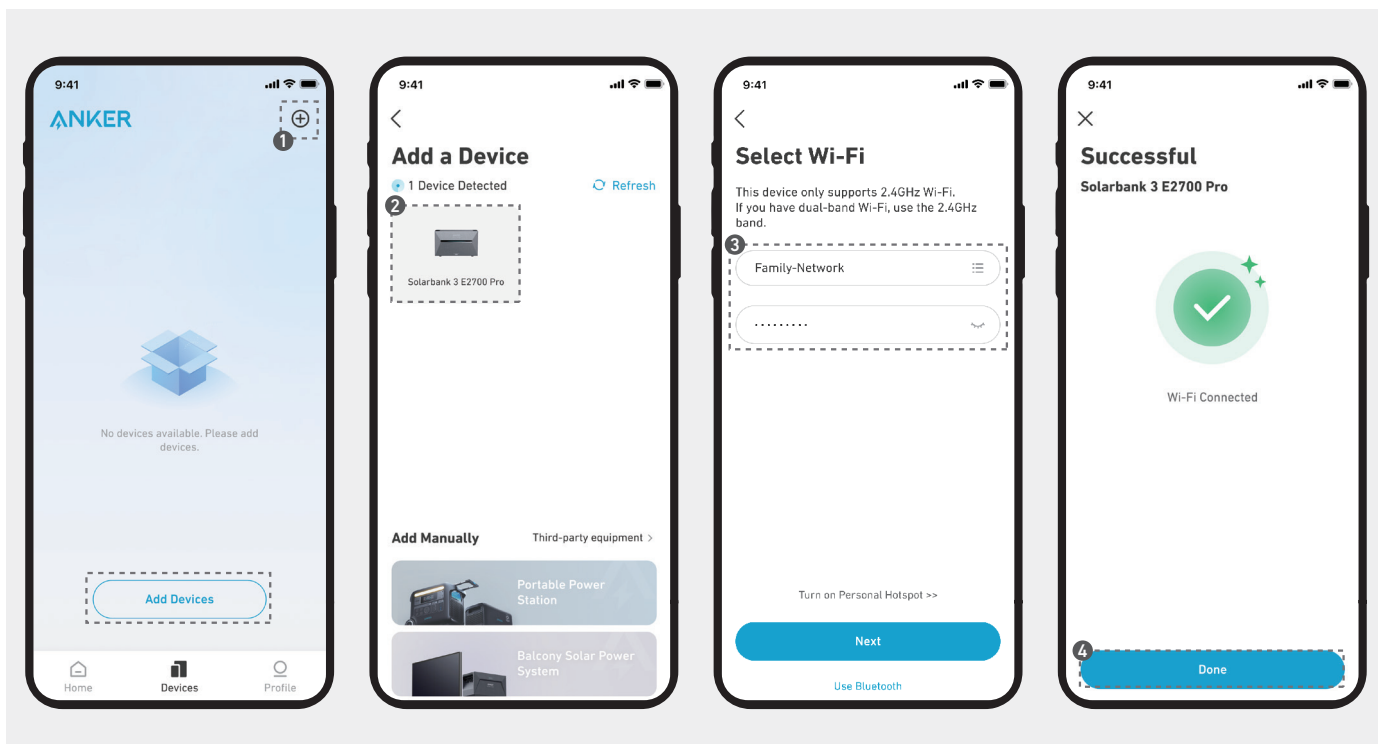 9:41
ANKER
1
No devices available. Please add
devices.
Add Devices
Home
Devices
Profile
9:41
Add a Device
1 Device Detected
Refresh
2
Solarbank 3 E2700 Pro
Add Manually
Third-party equipment >
Portable Power
Station
Balcony Solar Power
System
9:41
Select Wi-Fi
This device only supports 2.4GHz Wi-Fi.
If you have dual-band Wi-Fi, use the 2.4GHz
band.
3
Family-Network
·········
Turn on Personal Hotspot >>
Next
Use Bluetooth
9:41
Successful
Solarbank 3 E2700 Pro
Wi-Fi Connected
4
Done